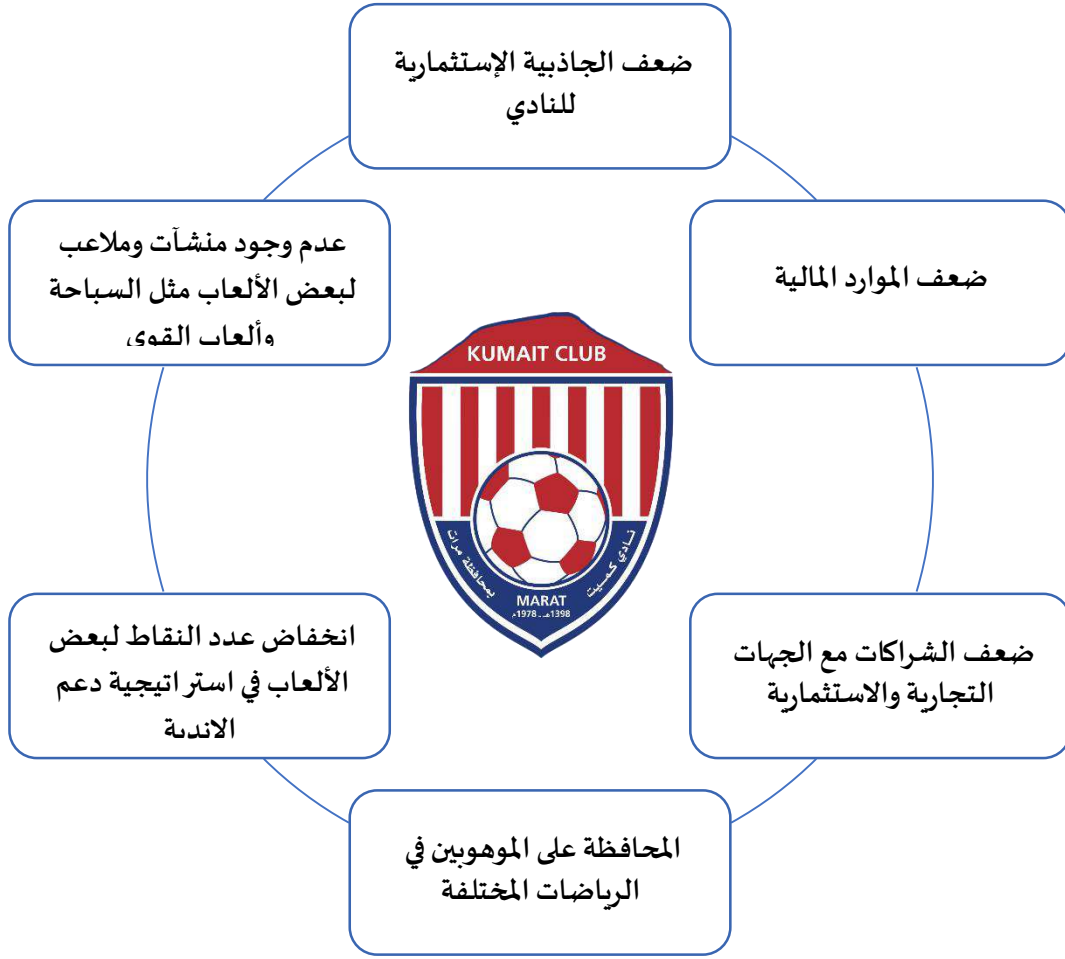 ضعف الجاذبية الإستثمارية
للنادي
ضعف الموارد المالية
عدم وجود منشآت وملاعب
لبعض الألعاب مثل السباحة
وألعاب القوى
KUMAIT CLUB
نادي كميت
بمحافظة مرات
MARAT
1398هـ - 1978م
ضعف الشراكات مع الجهات
التجارية والاستثمارية
انخفاض عدد النقاط لبعض
الألعاب في استراتيجية دعم
الاندية
المحافظة على الموهوبين في
الرياضات المختلفة